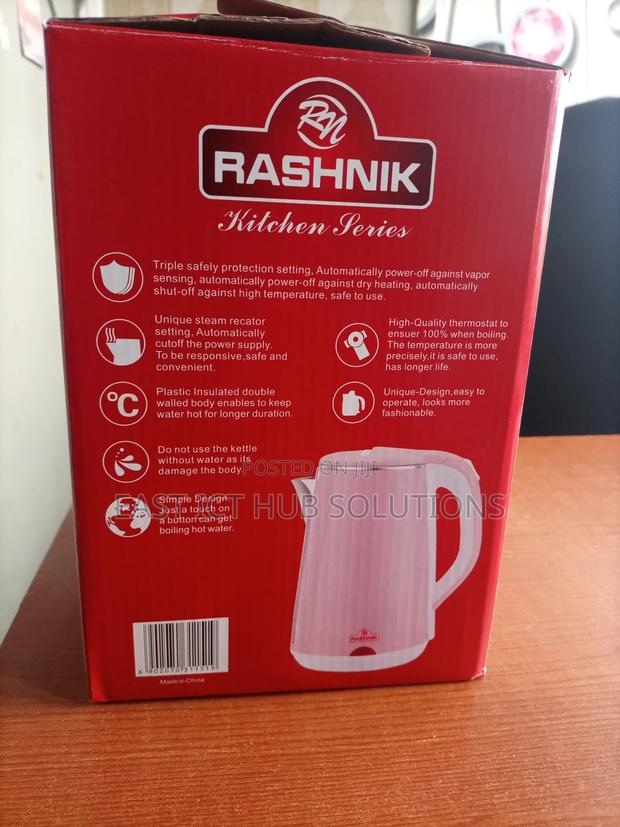 RN
RASHNIK
Kitchen Series
Triple safely protection setting, Automatically power-off against vapor
sensing, automatically power-off against dry heating, automatically
shut-off against high temperature, safe to use.
Unique steam recator
setting, Automatically
cutoff the power supply.
To be responsive,safe and
convenient.
High-Quality thermostat to
ensuer 100% when boiling.
The temperature is more
precisely,it is safe to use,
has longer life.
°C
Plastic Insulated double
walled body enables to keep
water hot for longer duration.
Unique-Design,easy to
operate, looks more
fashionable.
Do not use the kettle
without water as its
damage the body.
POSTED ON JIJI
EAST ICT HUB SOLUTIONS
Simple Design
Just a touch on
a button can get
boiling hot water.
RASHNIK
6 902070 311519
Made in China